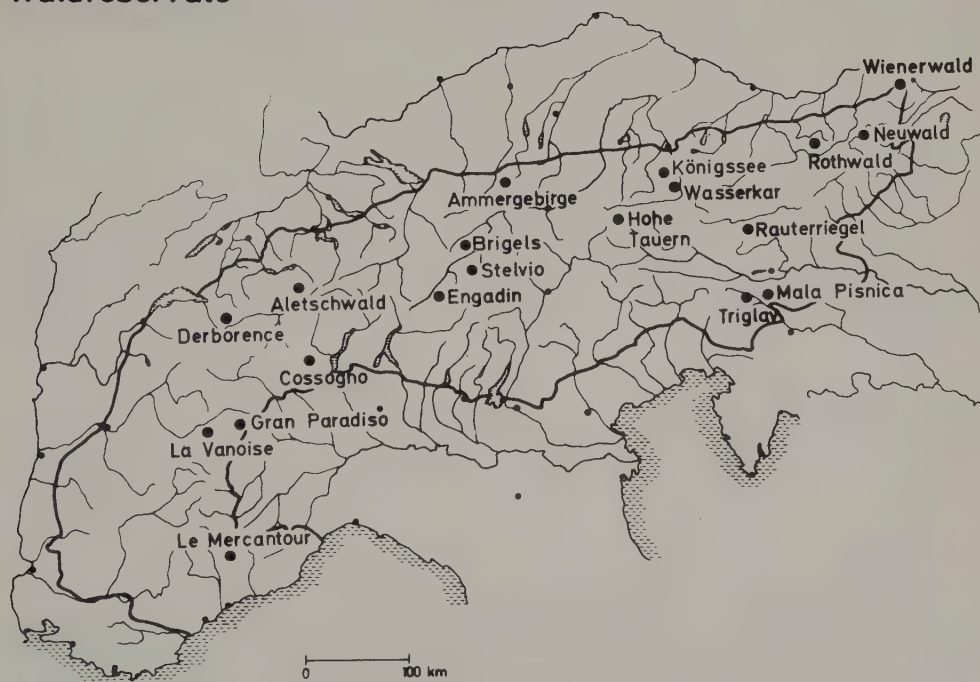 Waldreservate
Wienerwald
Neuwald
Rothwald
Königssee
Wasserkar
Ammergebirge
Hohe
Tauern
Rauterriegel
Brigels
Stelvio
Engadin
Mala Pisnica
Triglav
Aletschwald
Derborence
Cossogno
Gran Paradiso
La Vanoise
Le Mercantour
0
100 km